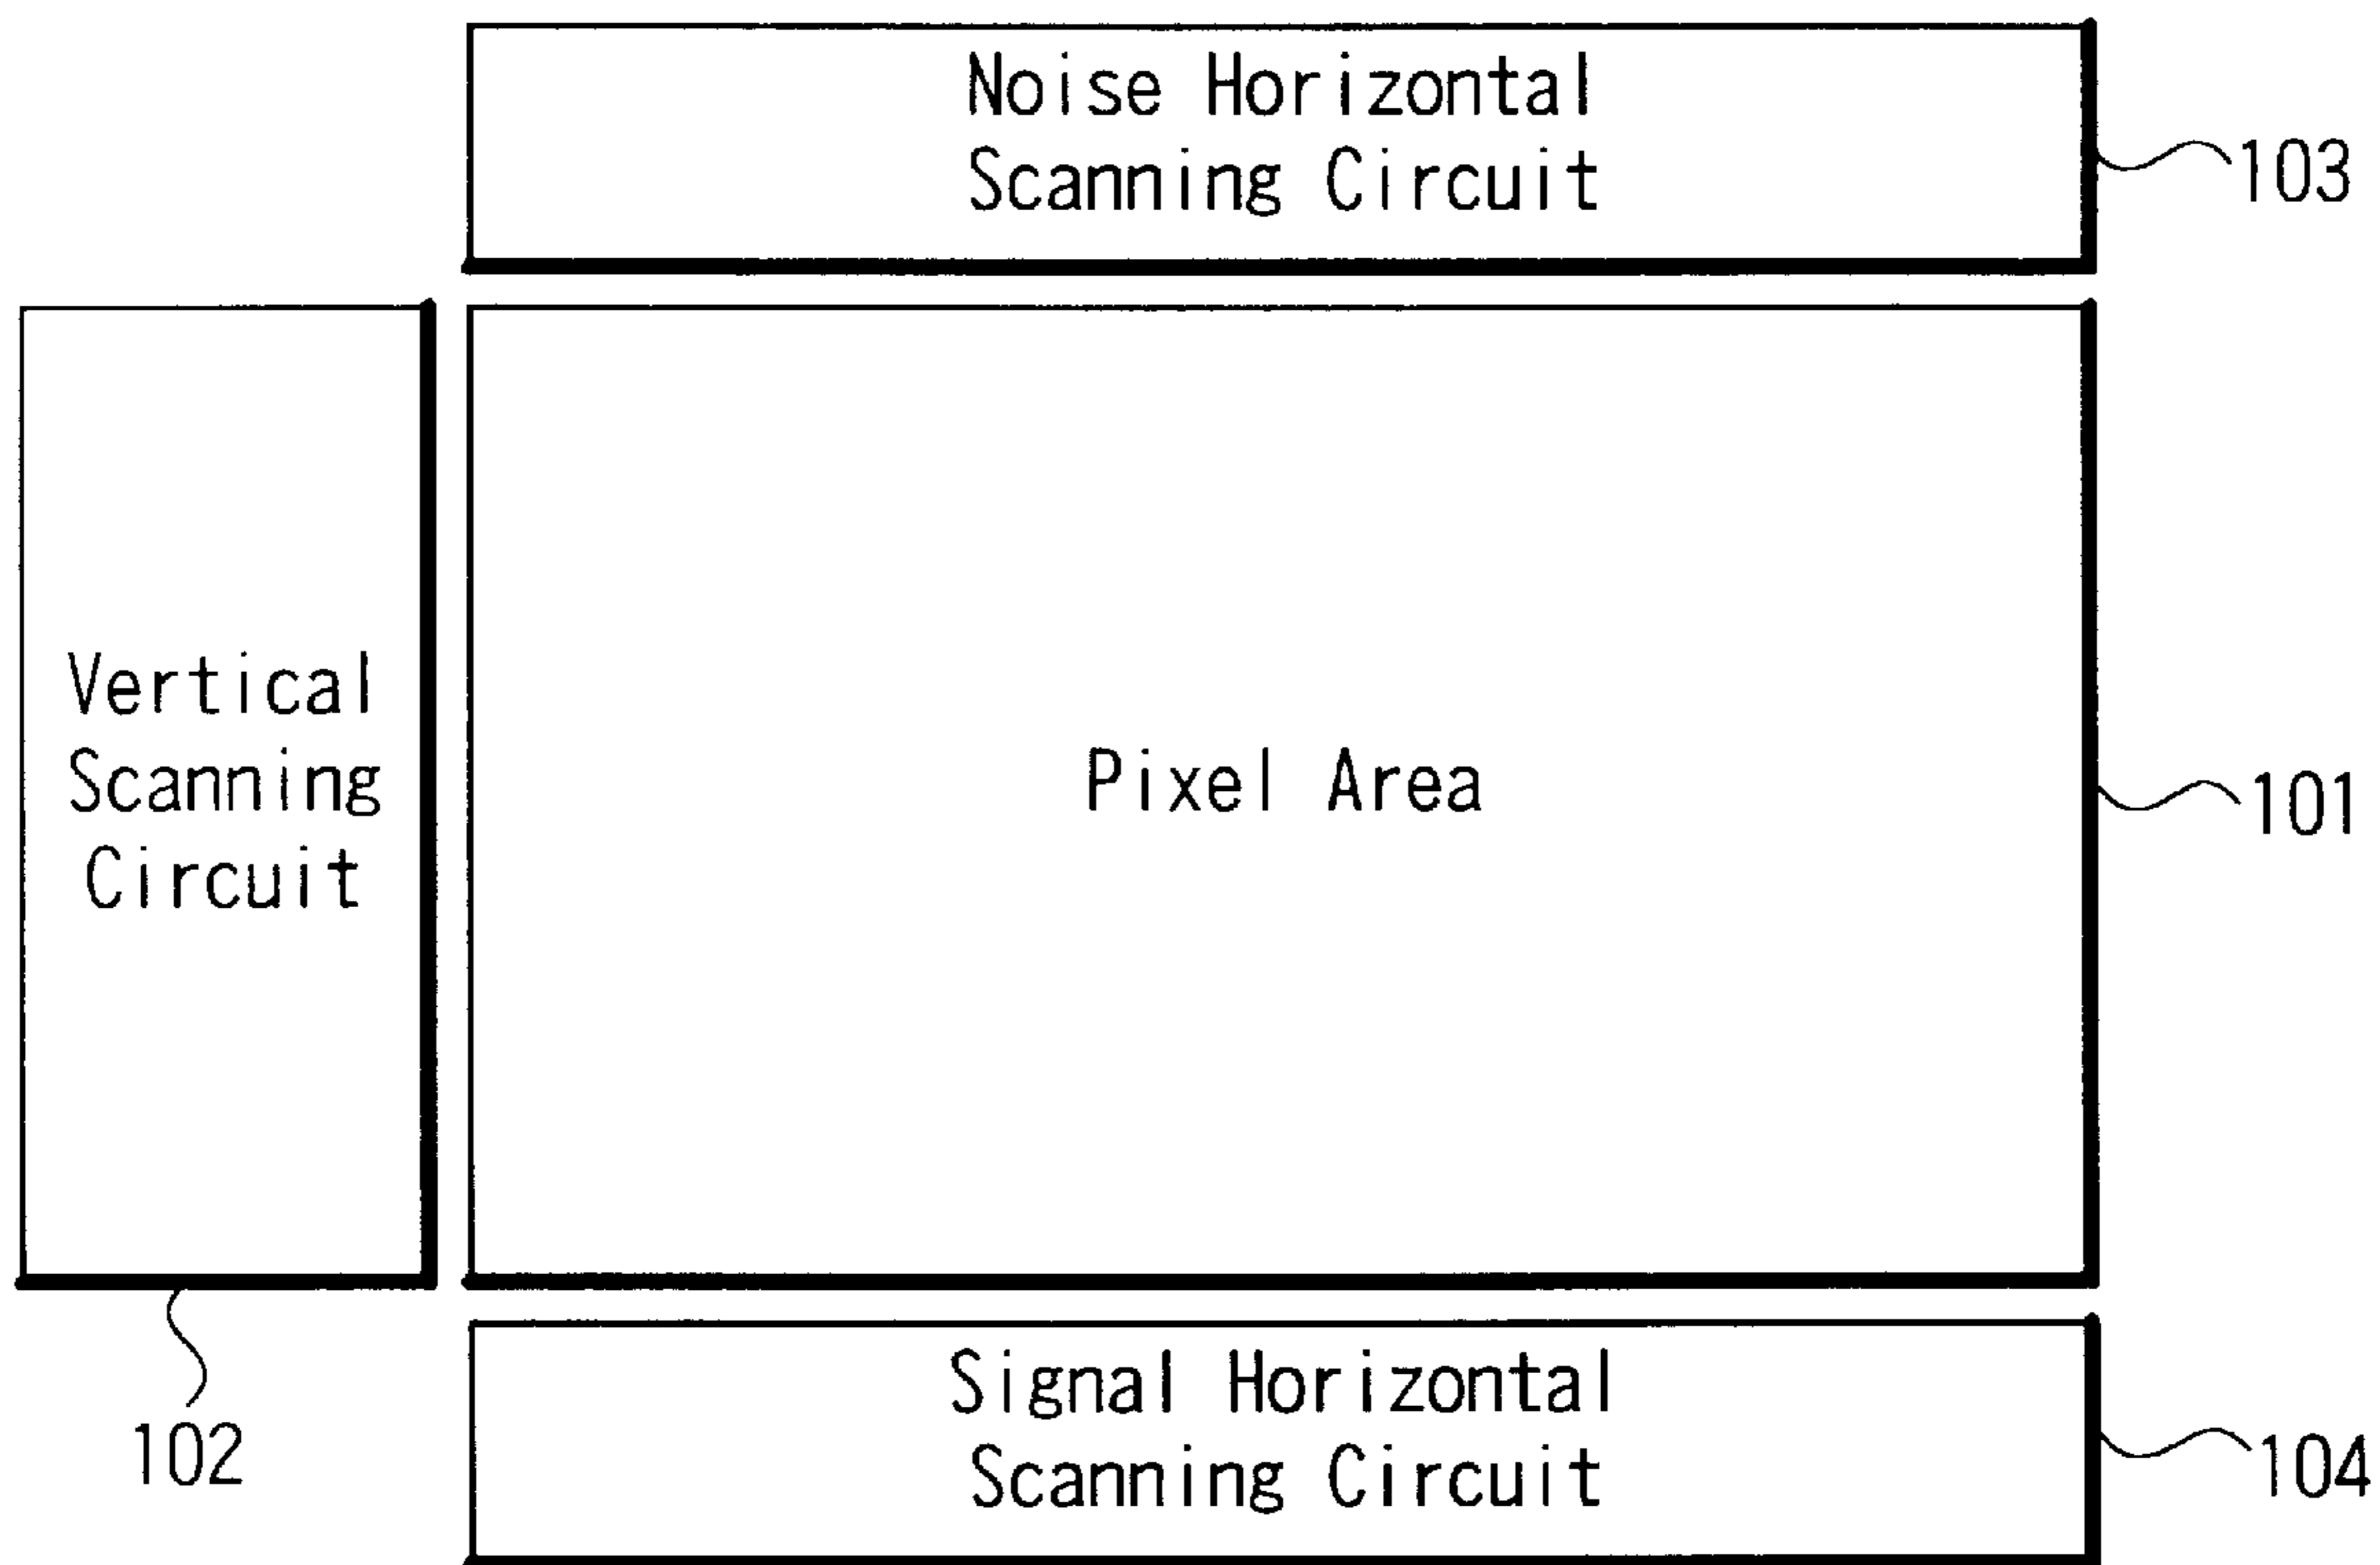 Noise Horizontal
Scanning Circuit
103
Vertical
Scanning
Circuit
Pixel Area
101
102
Signal Horizontal
Scanning Circuit
104